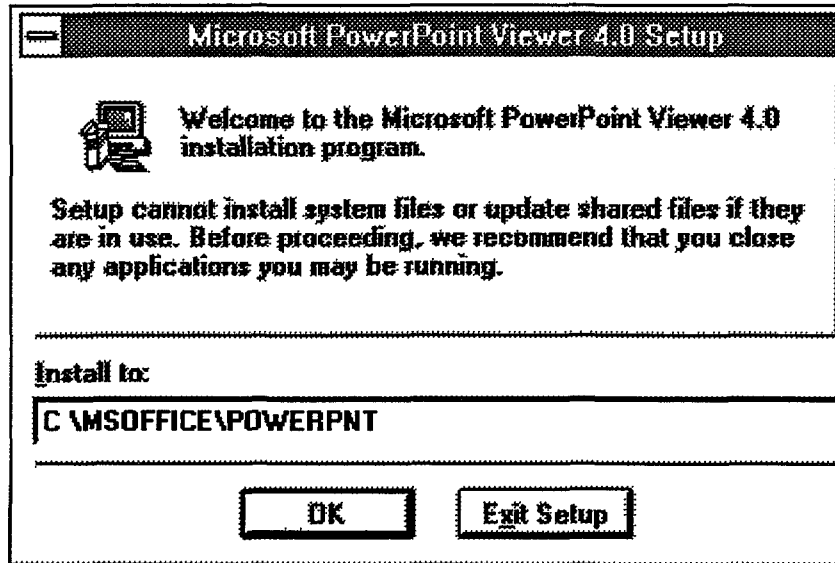 Microsoft PowerPoint Viewer 4.0 Setup
Welcome to the Microsoft PowerPoint Viewer 4.0
installation program.
Setup cannot install system files or update shared files if they
are in use. Before proceeding, we recommend that you close
any applications you may be running.
Install to:
C \MSOFFICE\POWERPNT
OK
Exit Setup